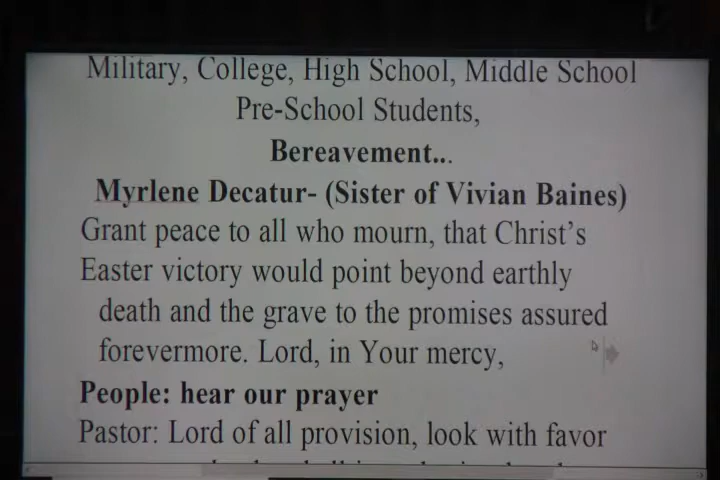 Military, College, High School, Middle School
Pre-School Students,
Bereavement...
Myrlene Decatur- (Sister of Vivian Baines)
Grant peace to all who mourn, that Christ's
Easter victory would point beyond earthly
death and the grave to the promises assured
forevermore. Lord, in Your mercy,
People: hear our prayer
Pastor: Lord of all provision, look with favor